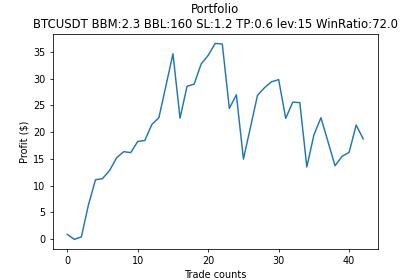 Portfolio
BTCUSDT BBM:2.3 BBL:160 SL:1.2 TP:0.6 lev:15 WinRatio:72.0
35
30
25
20
15
10
5
0
Profit ($)
0 10 20 30 40
Trade counts